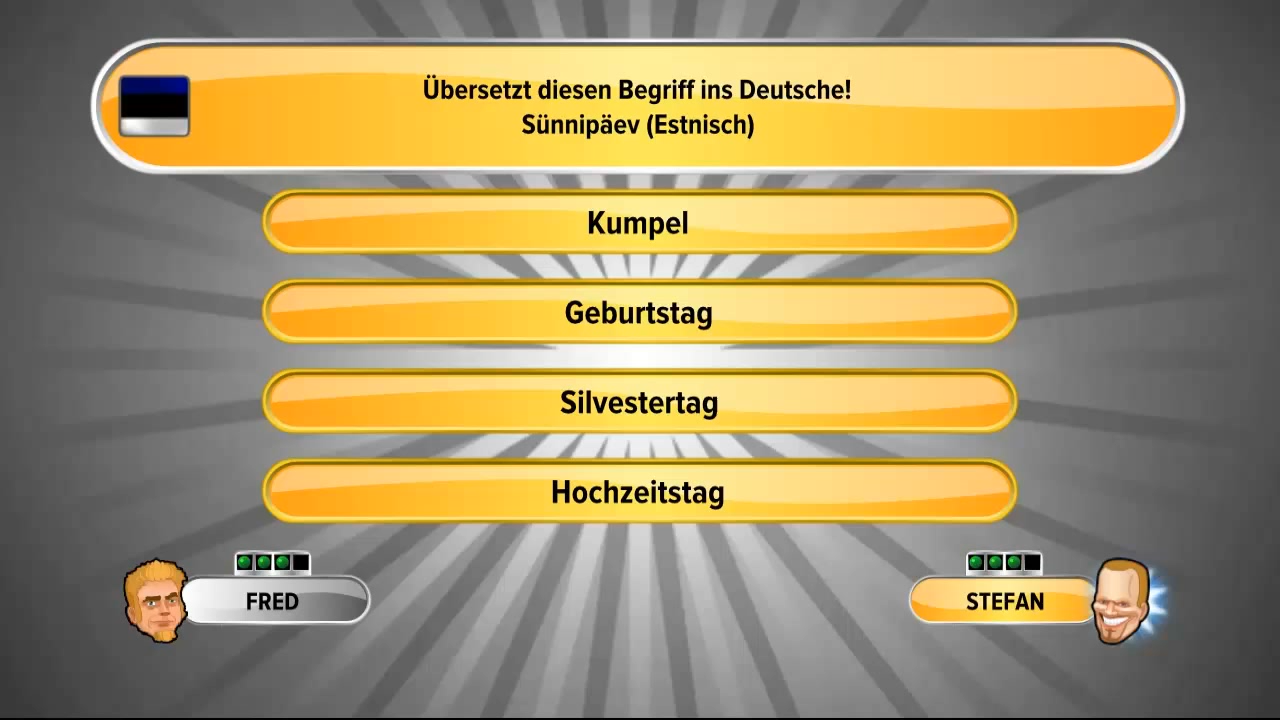 Übersetzt diesen Begriff ins Deutsche!
Sünnipäev (Estnisch)
Kumpel
Geburtstag
Silvestertag
Hochzeitstag
FRED
STEFAN